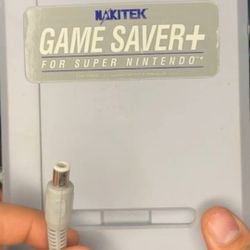 NAKITEK
GAME SAVER+
FOR SUPER NINTENDO